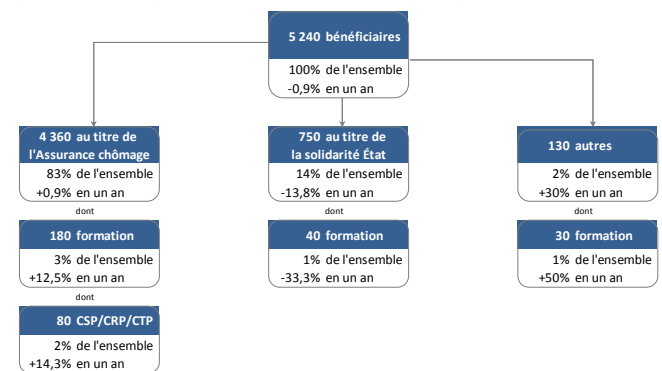 5 240 bénéficiaires
100% de l'ensemble
-0,9% en un an
4 360 au titre de
l'Assurance chômage
83% de l'ensemble
+0,9% en un an
dont
180 formation
3% de l'ensemble
+12,5% en un an
dont
80 CSP/CRP/CTP
2% de l'ensemble
+14,3% en un an
750 au titre de
la solidarité État
14% de l'ensemble
-13,8% en un an
dont
40 formation
1% de l'ensemble
-33,3% en un an
130 autres
2% de l'ensemble
+30% en un an
dont
30 formation
1% de l'ensemble
+50% en un an